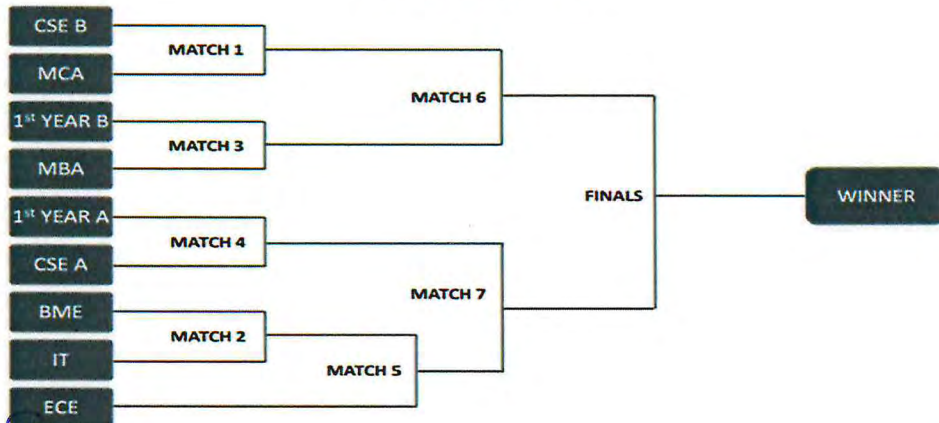 CSE B
MATCH 1
MCA
MATCH 6
1st YEAR B
MATCH 3
MBA
FINALS
WINNER
1st YEAR A
MATCH 4
CSE A
MATCH 7
BME
MATCH 2
IT
MATCH 5
ECE